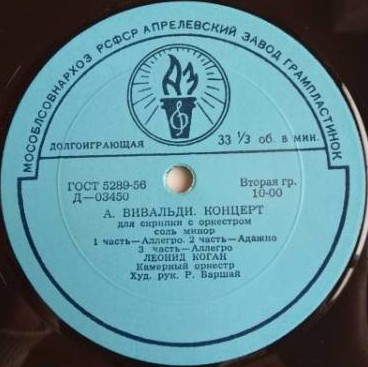 МОСОБЛСОВНАРХОЗ РСФСР АПРЕЛЕВСКИЙ ЗАВОД ГРАМПЛАСТИНОК
АЗ
ДОЛГОИГРАЮЩАЯ 33 ⅓ об. в мин.
ГОСТ 5289-56 Вторая гр.
Д—03450 10-00
А. ВИВАЛЬДИ. КОНЦЕРТ
для скрипки с оркестром
соль минор
1 часть—Аллегро. 2 часть—Адажио
3 часть—Аллегро
ЛЕОНИД КОГАН
Камерный оркестр
Худ. рук. Р. Баршай